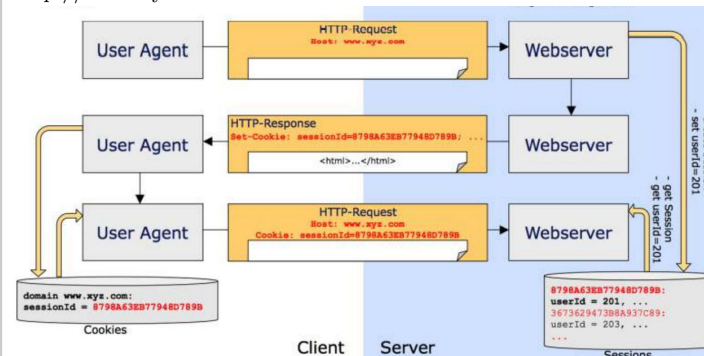 HTTP-Request
Host: www.xyz.com
User Agent
Webserver
HTTP-Response
Set-Cookie: sessionId=8798A63EB77948D789B; ...
<html>...</html>
User Agent
Webserver
- set userId=201
- get Session
- get userId=201
HTTP-Request
Host: www.xyz.com
Cookie: sessionId=8798A63EB77948D789B
User Agent
Webserver
domain www.xyz.com:
sessionId = 8798A63EB77948D789B
Cookies
8798A63EB77948D789B:
userId = 201, ...
3673629473B8A937C89:
userId = 203, ...
...
Sessions
Client
Server